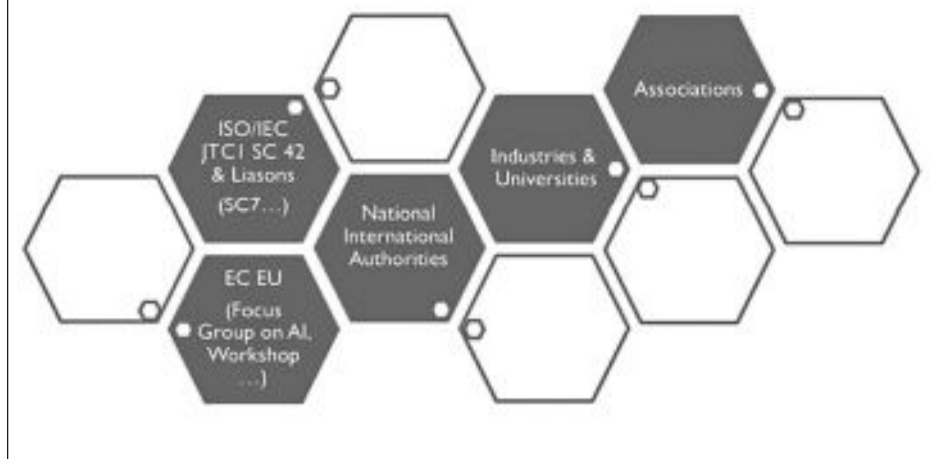 ISO/IEC
JTC1 SC 42
& Liasons
(SC7...)
EC EU
(Focus
Group on AI,
Workshop
...)
National
International
Authorities
Industries &
Universities
Associations